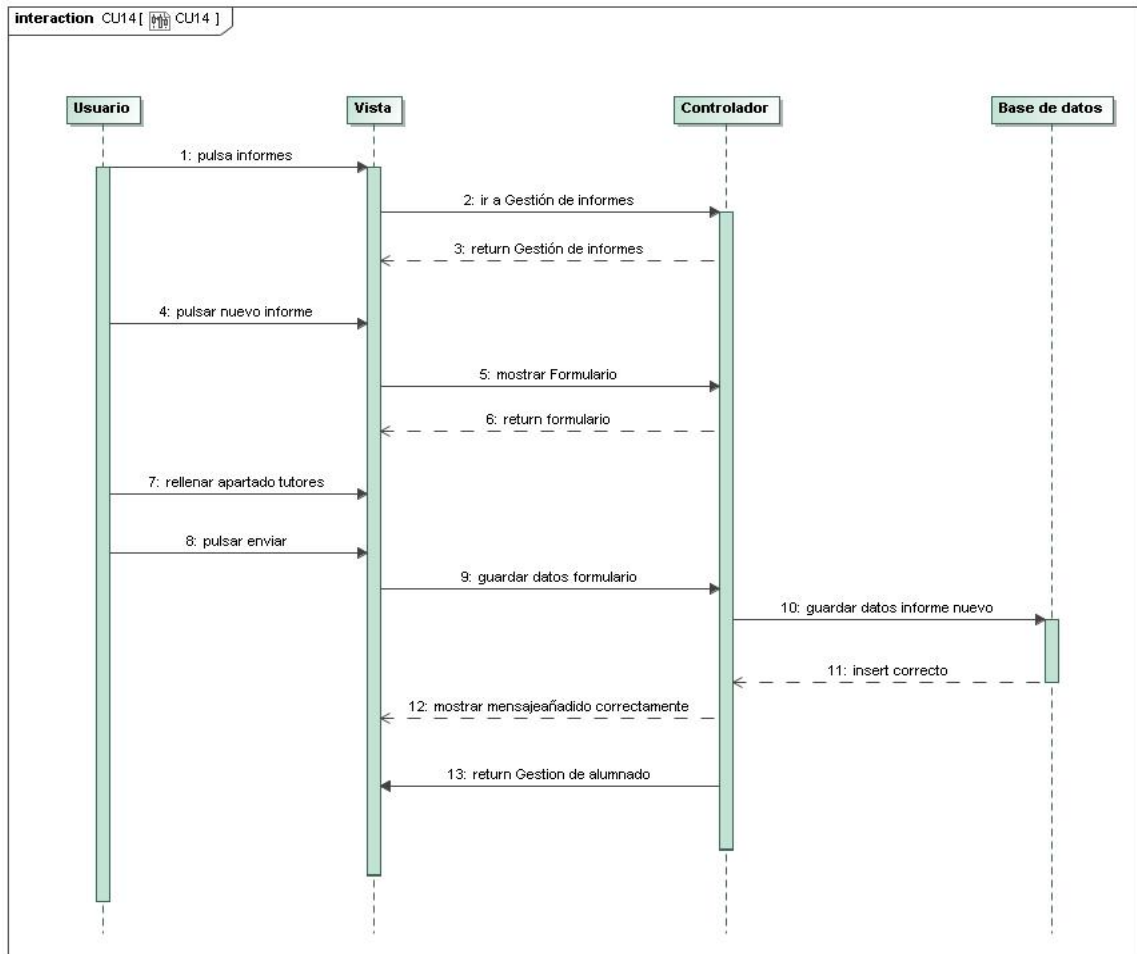 interaction CU14 [ CU14 ]
Usuario
Vista
Controlador
Base de datos
1: pulsa informes
2: ir a Gestión de informes
3: return Gestión de informes
4: pulsar nuevo informe
5: mostrar Formulario
6: return formulario
7: rellenar apartado tutores
8: pulsar enviar
9: guardar datos formulario
10: guardar datos informe nuevo
11: insert correcto
12: mostrar mensajeañadido correctamente
13: return Gestion de alumnado